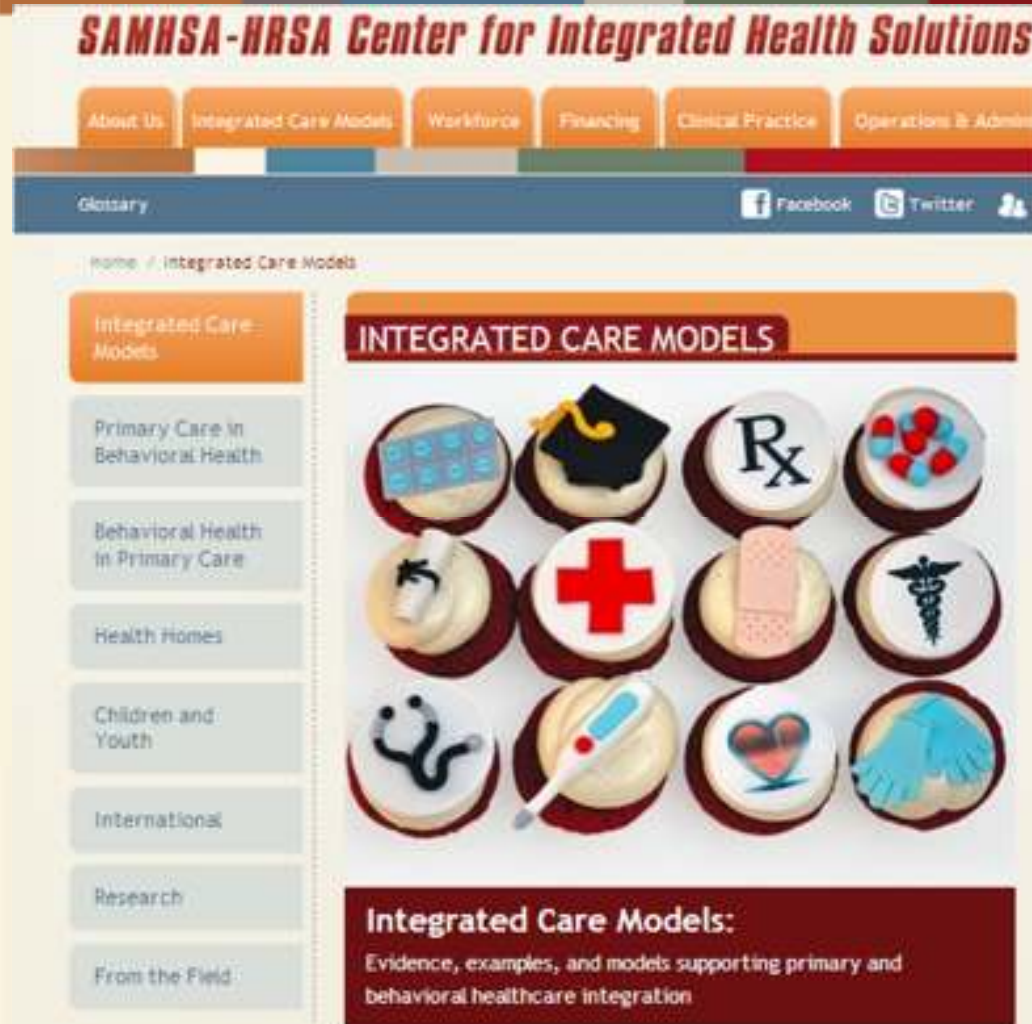 SAMHSA-HRSA Center for Integrated Health Solutions
About Us
Integrated Care Models
Workforce
Financing
Clinical Practice
Operations & Admin
Glossary
Facebook
Twitter
Home / Integrated Care Models
Integrated Care
Models
Primary Care in
Behavioral Health
Behavioral Health
in Primary Care
Health Homes
Children and
Youth
International
Research
From the Field
INTEGRATED CARE MODELS
Rx
Integrated Care Models:
Evidence, examples, and models supporting primary and
behavioral healthcare integration